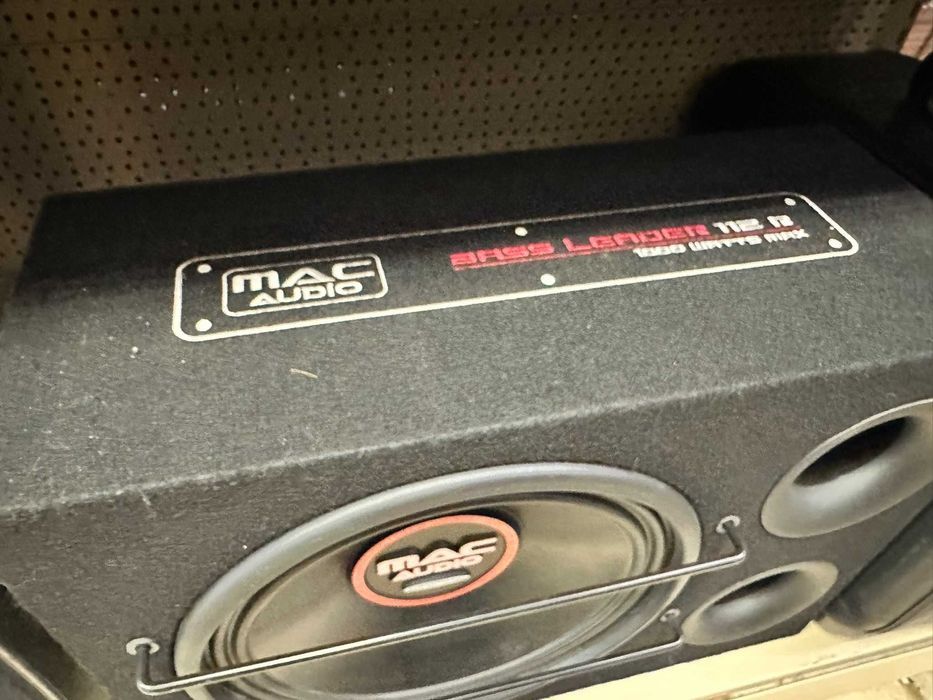 MAC
AUDIO
BASS LEADER 112 R
1000 WATTS MAX
MAC
AUDIO